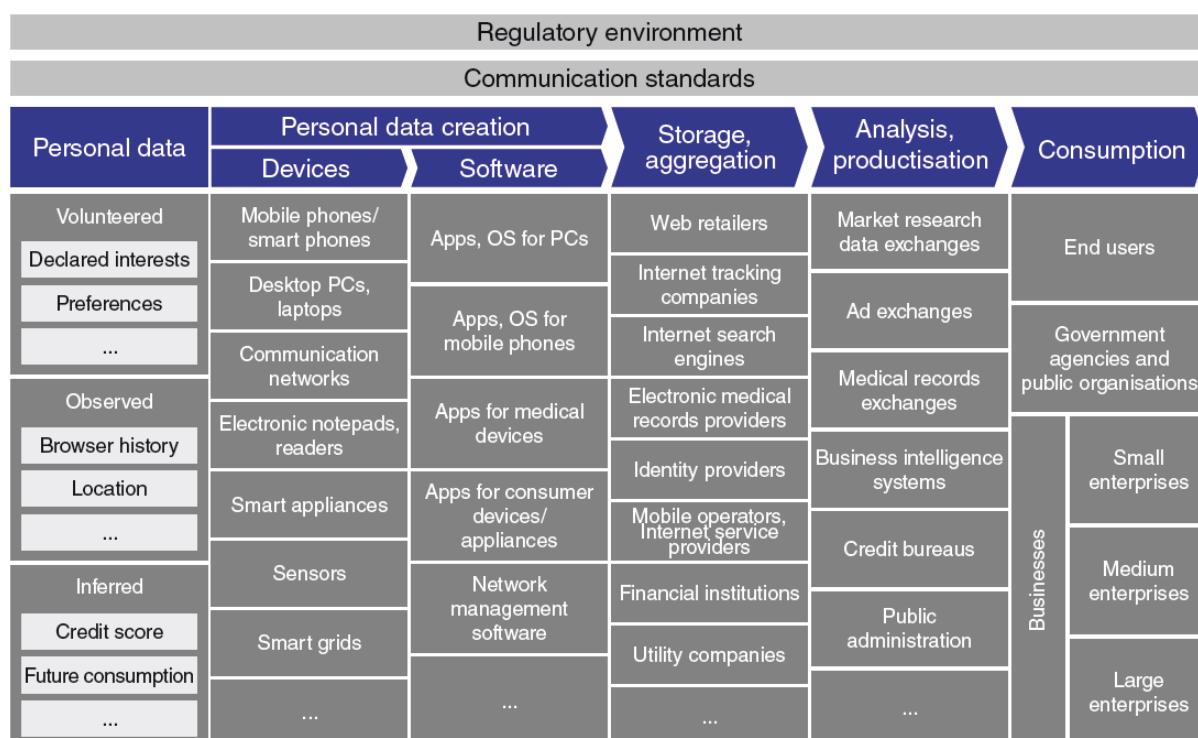 Regulatory environment
Communication standards
Personal data
Personal data creation
Devices
Software
Storage,
aggregation
Analysis,
productisation
Consumption
Volunteered
Declared interests
Preferences
...
Observed
Browser history
Location
...
Inferred
Credit score
Future consumption
...
Mobile phones/
smart phones
Desktop PCs,
laptops
Communication
networks
Electronic notepads,
readers
Smart appliances
Sensors
Smart grids
...
Apps, OS for PCs
Apps, OS for
mobile phones
Apps for medical
devices
Apps for consumer
devices/
appliances
Network
management
software
...
Web retailers
Internet tracking
companies
Internet search
engines
Electronic medical
records providers
Identity providers
Mobile operators,
Internet service
providers
Financial institutions
Utility companies
...
Market research
data exchanges
Ad exchanges
Medical records
exchanges
Business intelligence
systems
Credit bureaus
Public
administration
...
End users
Government
agencies and
public organisations
Businesses
Small
enterprises
Medium
enterprises
Large
enterprises